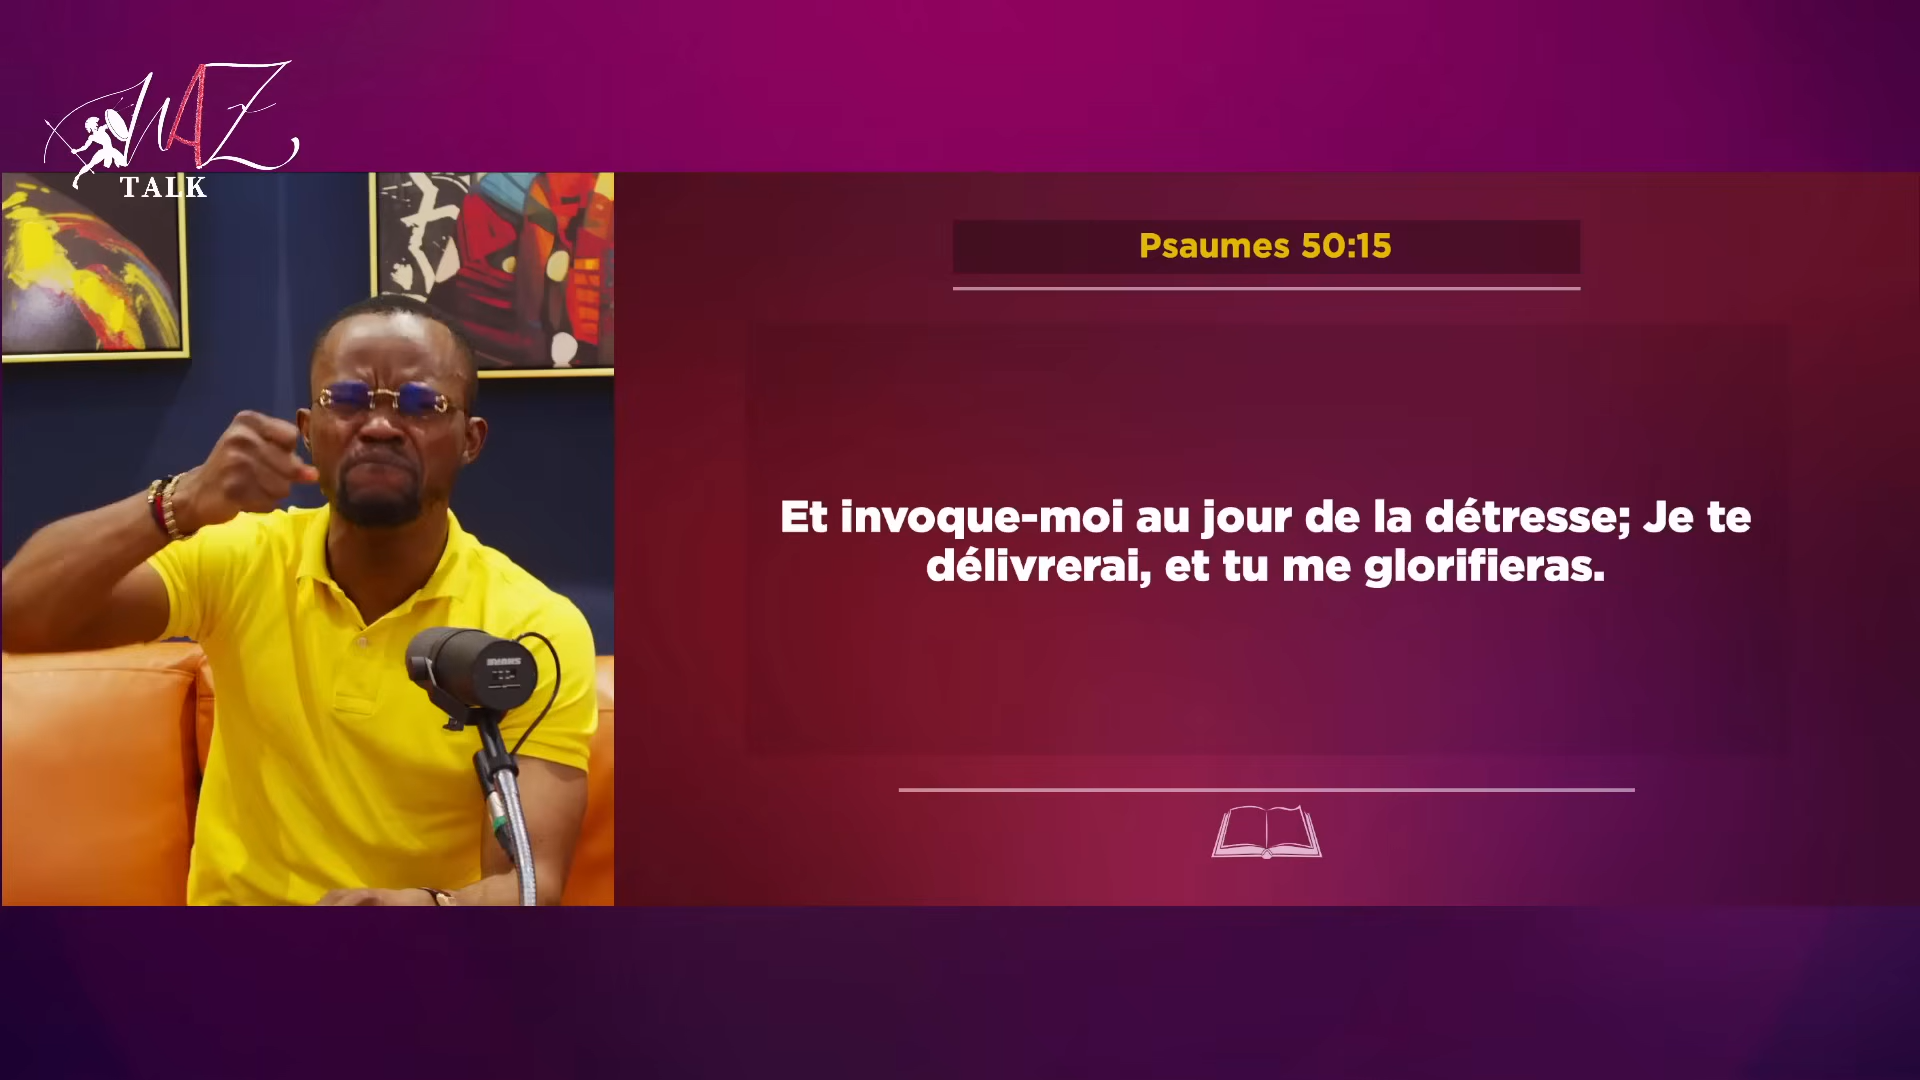 WAZ
TALK
Psaumes 50:15
Et invoque-moi au jour de la détresse; Je te
délivrerai, et tu me glorifieras.